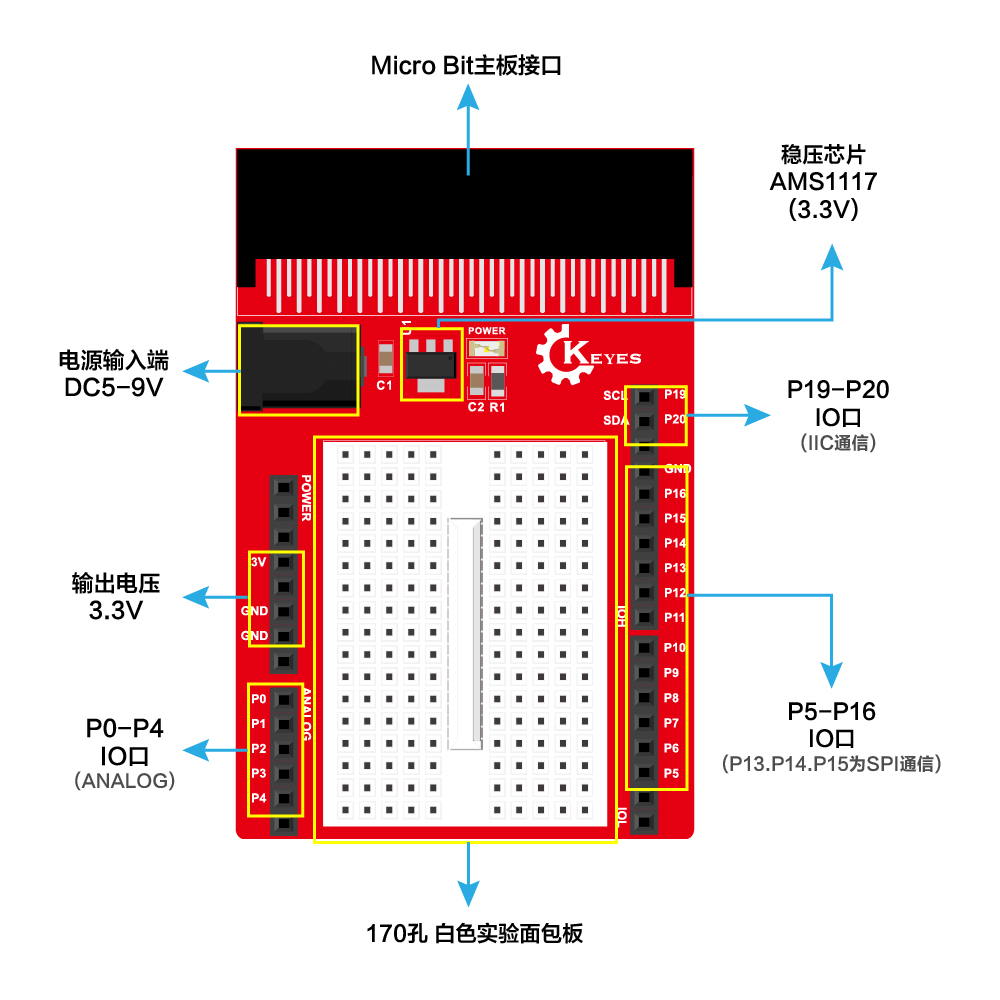 Micro Bit主板接口
稳压芯片
AMS1117
(3.3V)
电源输入端
DC5-9V
U1
POWER
C1
C2 R1
KEYES
SCL
P19
SDA
P20
P19-P20
IO口
(IIC通信)
GND
P16
P15
P14
P13
P12
P11
IOH
P10
P9
P8
P7
P6
P5
IOL
P5-P16
IO口
(P13.P14.P15为SPI通信)
POWER
3V
GND
GND
输出电压
3.3V
ANALOG
P0
P1
P2
P3
P4
P0-P4
IO口
(ANALOG)
170孔 白色实验面包板